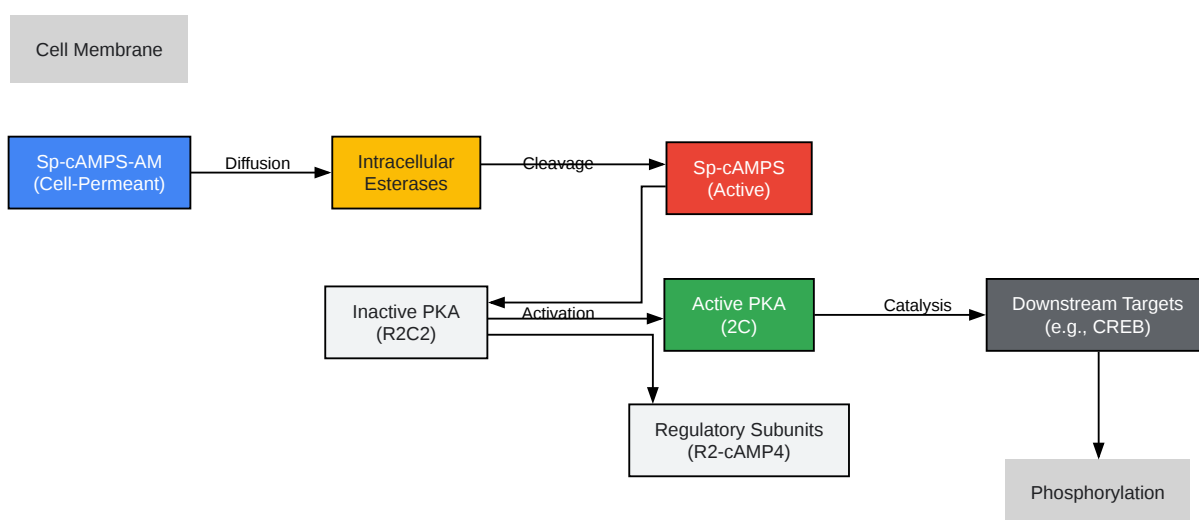 Cell Membrane
Sp-cAMPS-AM
(Cell-Permeant)
Diffusion
Intracellular
Esterases
Cleavage
Sp-cAMPS
(Active)
Inactive PKA
(R2C2)
Activation
Active PKA
(2C)
Catalysis
Downstream Targets
(e.g., CREB)
Regulatory Subunits
(R2-cAMP4)
Phosphorylation